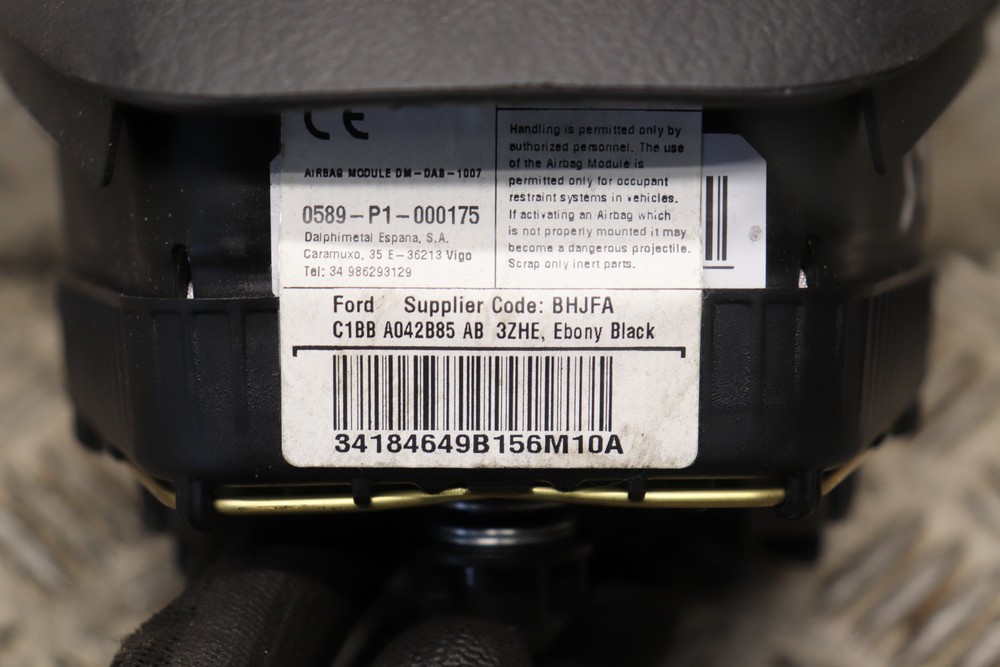 CE
AIRBAG MODULE DM-DAB-1007
0589-P1-000175
Dalphimetal Espana, S.A.
Caramuxo, 35 E-36213 Vigo
Tel: 34 986293129
Handling is permitted only by
authorized personnel. The use
of the Airbag Module is
permitted only for occupant
restraint systems in vehicles.
If activating an Airbag which
is not properly mounted it may
become a dangerous projectile.
Scrap only inert parts.
Ford Supplier Code: BHJFA
C1BB A042B85 AB 3ZHE, Ebony Black
34184649B156M10A